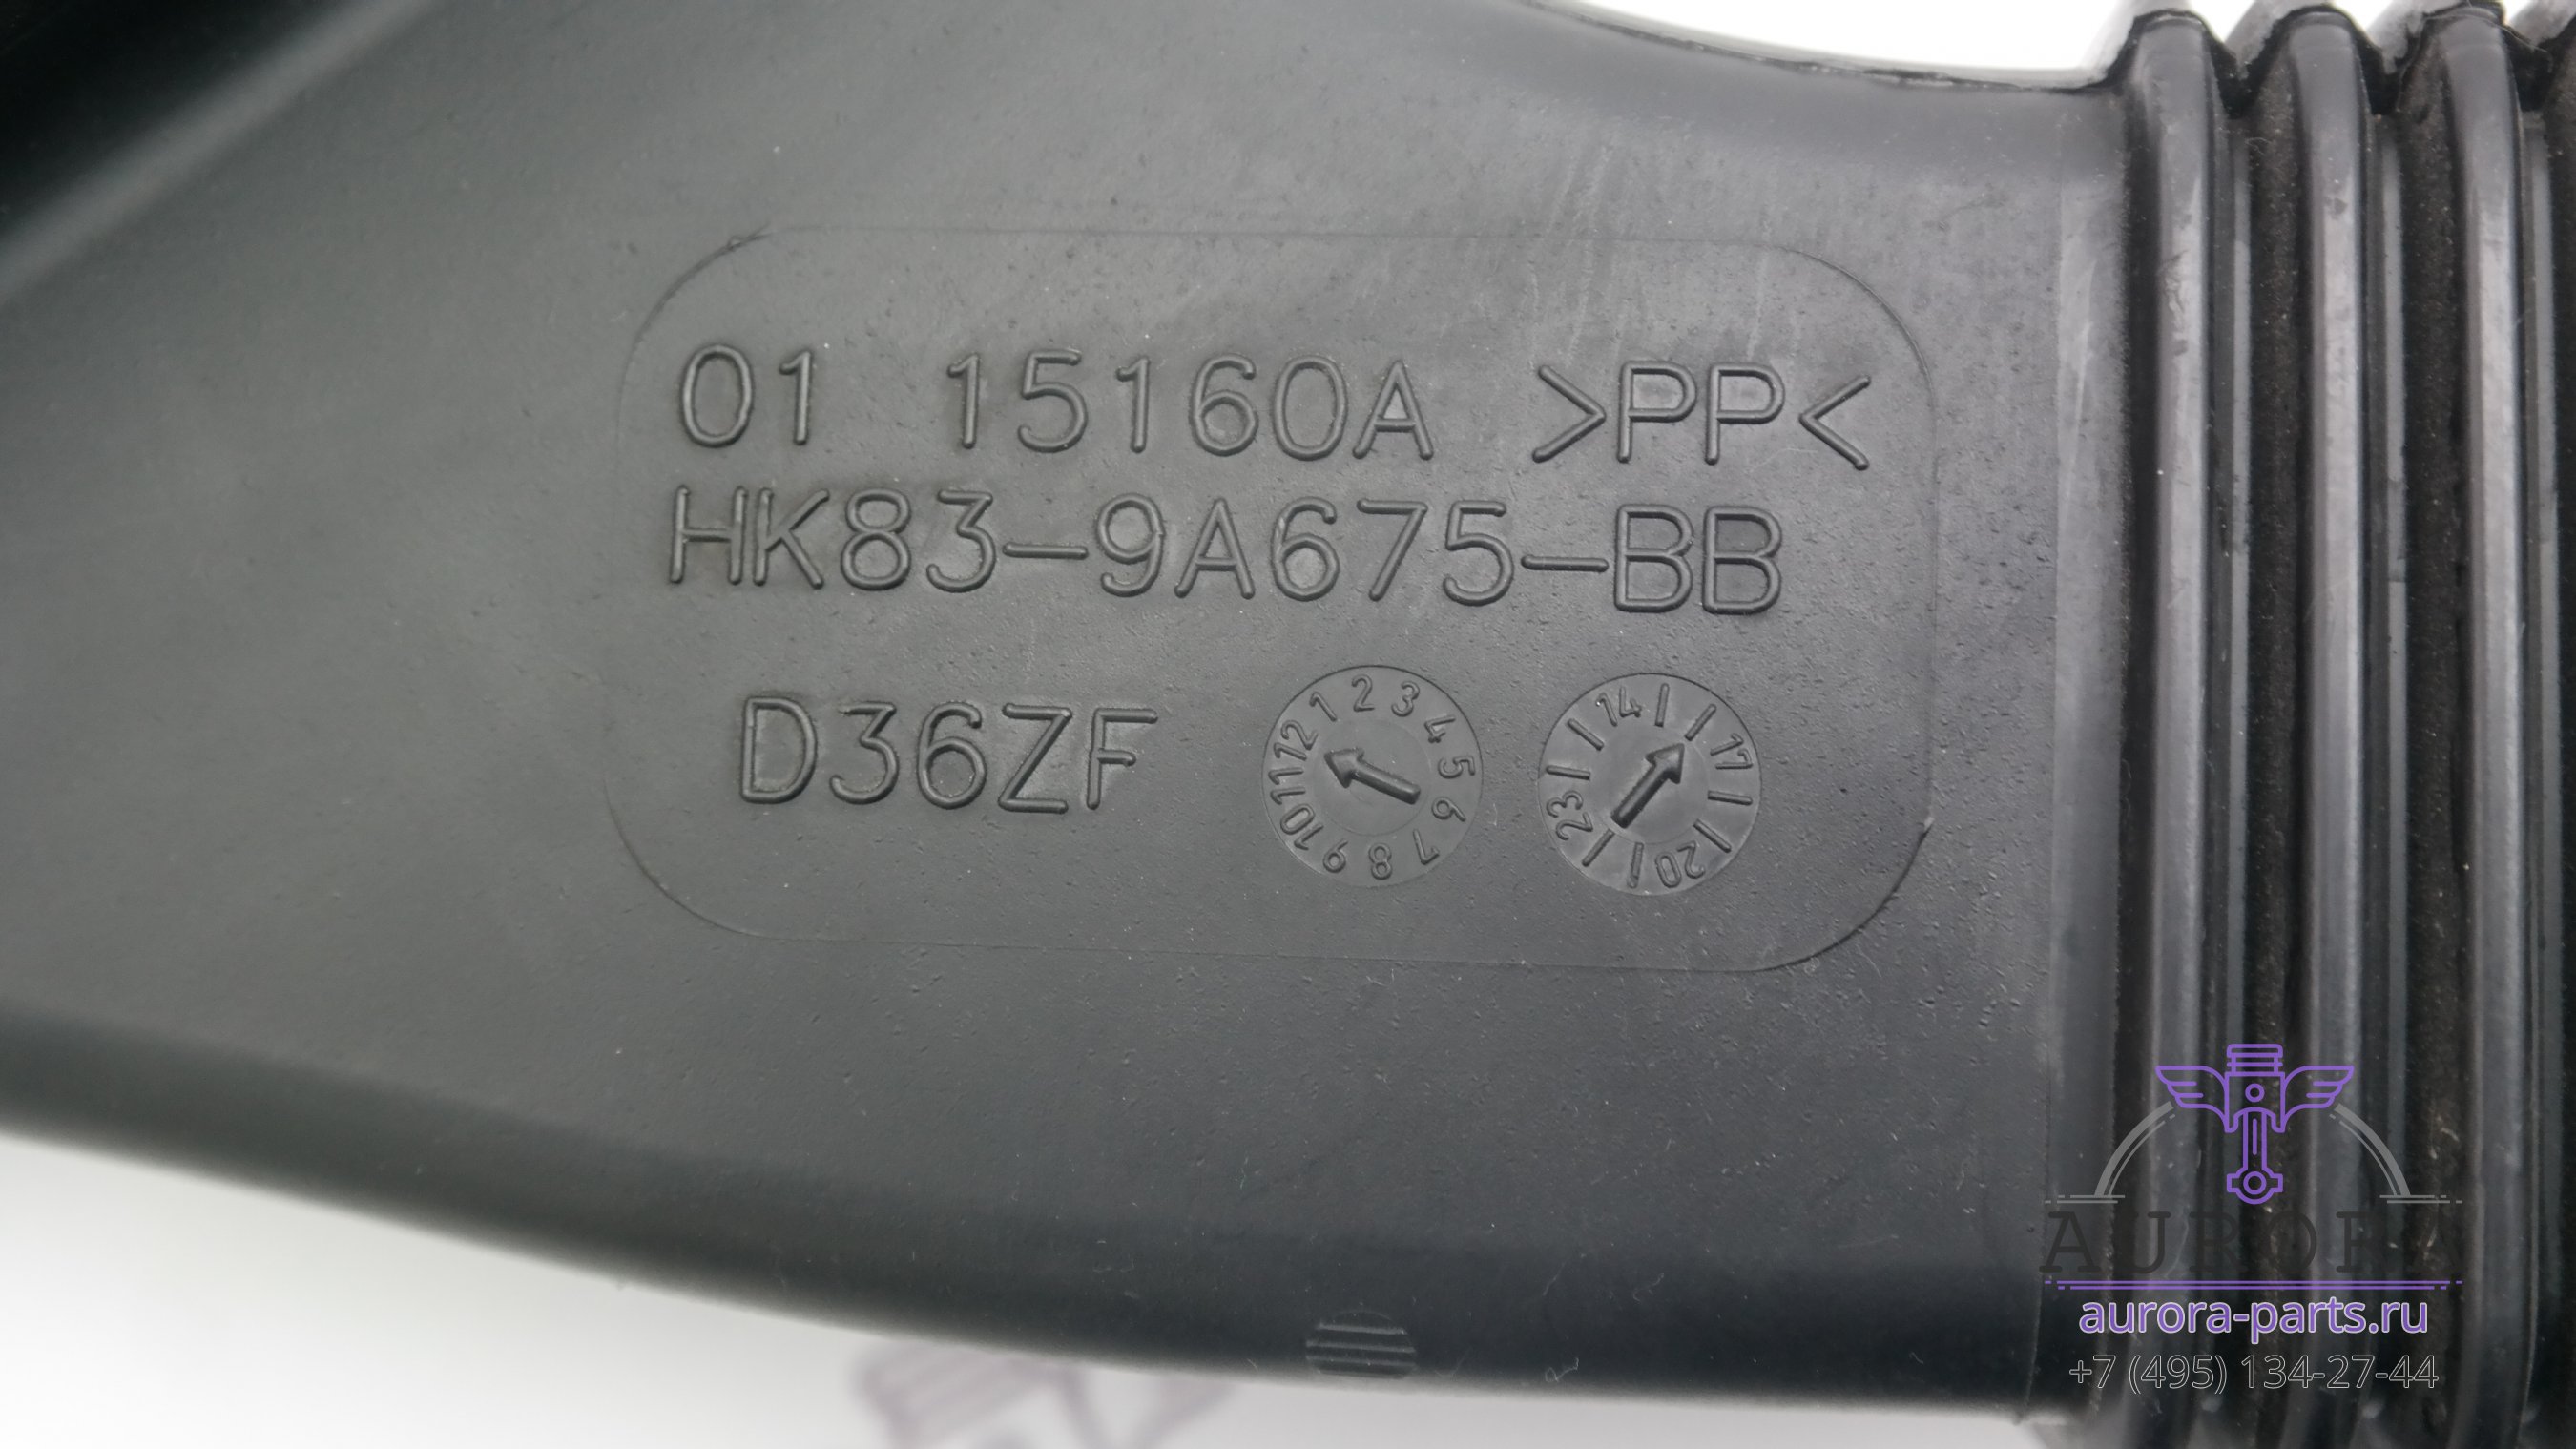 01 15160A >PP<
HK83-9A675-BB
D36ZF
1 2 3 4 5 6 7 8 9 10 11 12
14 17 20 23
AURORA
aurora-parts.ru
+7 (495) 134-27-44